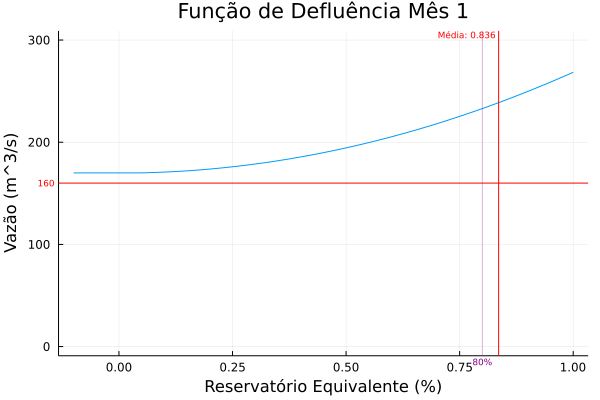 Função de Defluência Mês 1
Média: 0.836
300
200
160
100
0
Vazão (m^3/s)
0.00
0.25
0.50
0.75
80%
1.00
Reservatório Equivalente (%)